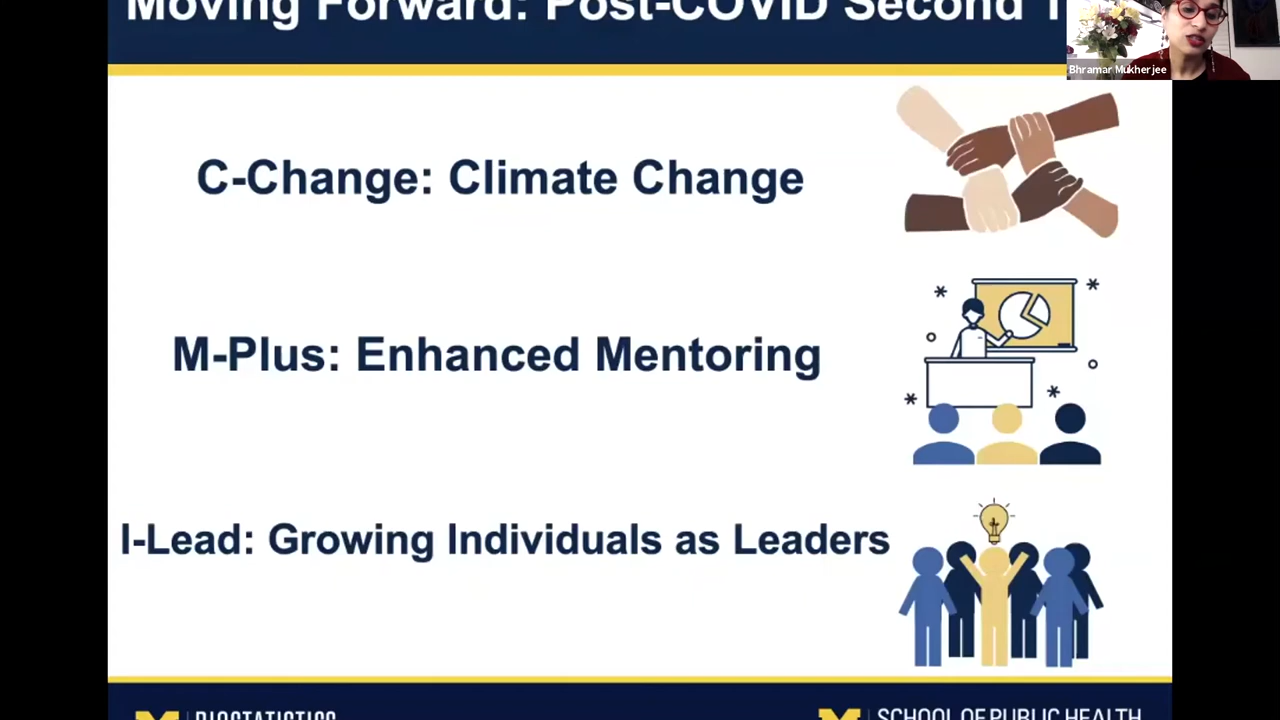 Moving Forward: Post-COVID Second
Bhramar Mukherjee
C-Change: Climate Change
M-Plus: Enhanced Mentoring
I-Lead: Growing Individuals as Leaders
M BIOSTATISTICS
M SCHOOL OF PUBLIC HEALTH